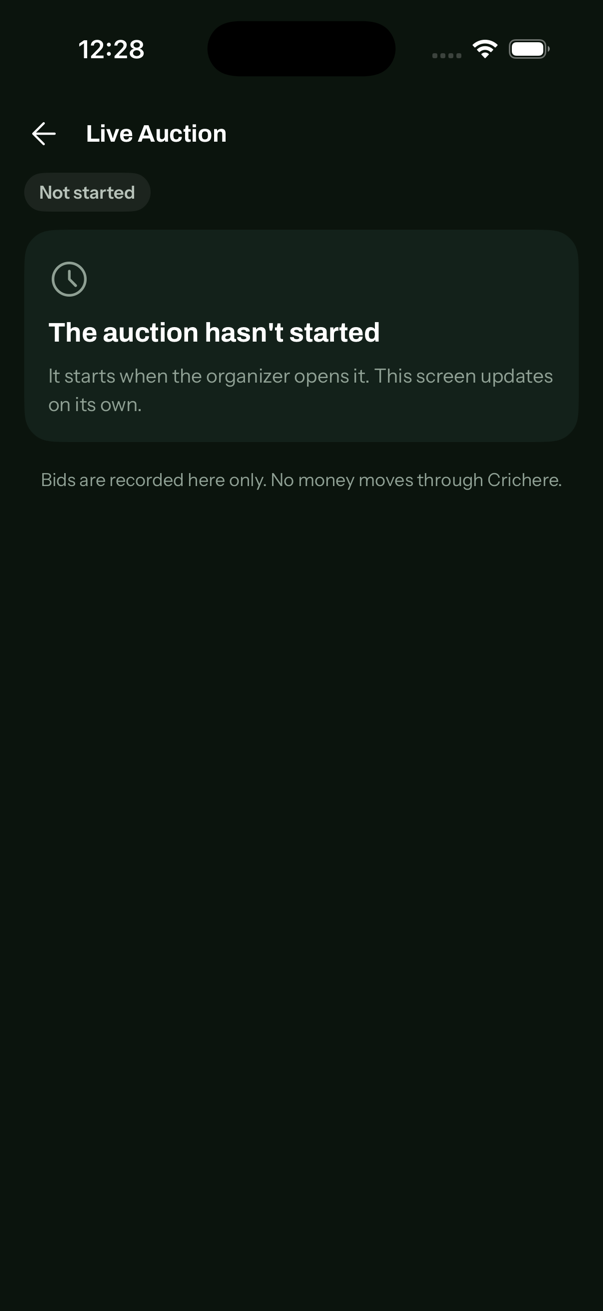 12:28
Live Auction
Not started
The auction hasn't started
It starts when the organizer opens it. This screen updates
on its own.
Bids are recorded here only. No money moves through Crichere.